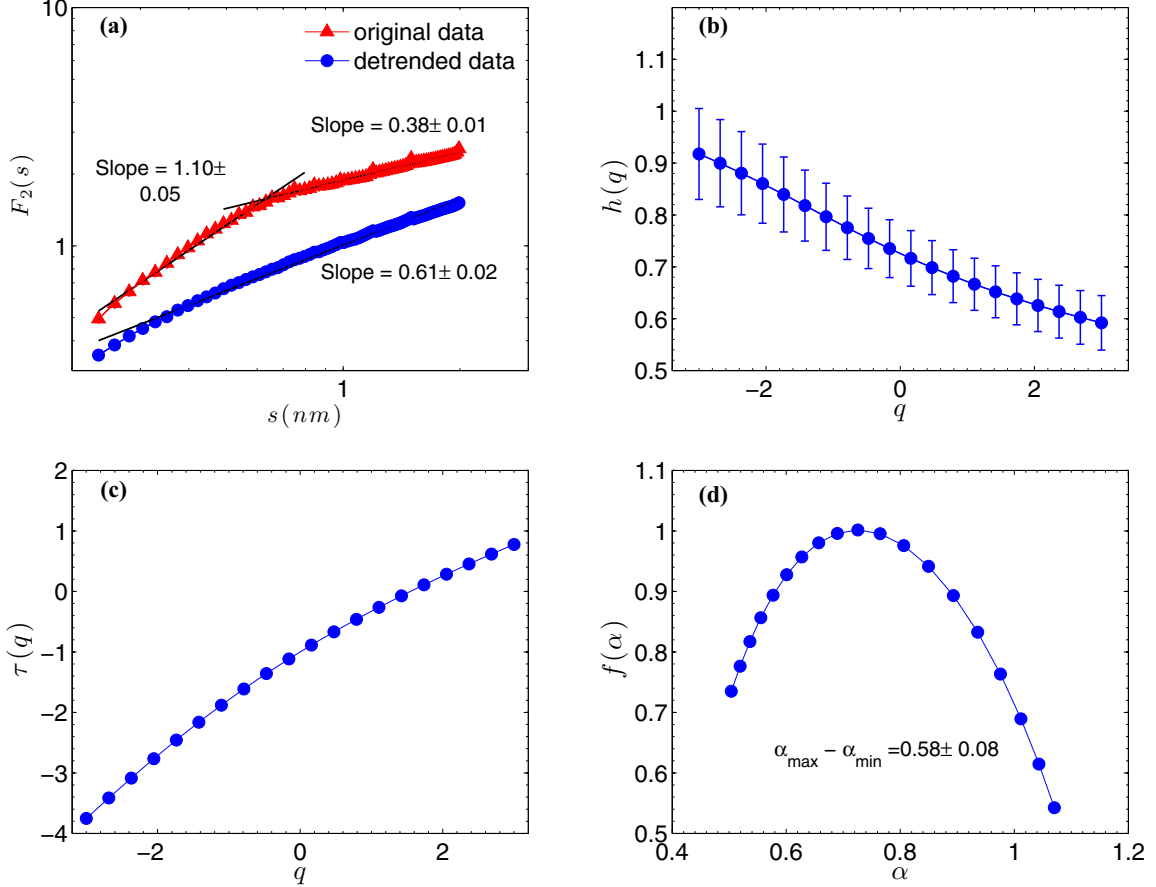 (a)
original data
detrended data
Slope = 0.38± 0.01
Slope = 1.10±
0.05
Slope = 0.61± 0.02
10
1
F2(s)
1
s(nm)
(b)
1.1
1
0.9
0.8
0.7
0.6
0.5
h(q)
−2
0
2
q
(c)
2
1
0
−1
−2
−3
−4
τ(q)
−2
0
2
q
(d)
1.1
1
0.9
0.8
0.7
0.6
0.5
f(α)
αmax − αmin =0.58± 0.08
0.4
0.6
0.8
1
1.2
α